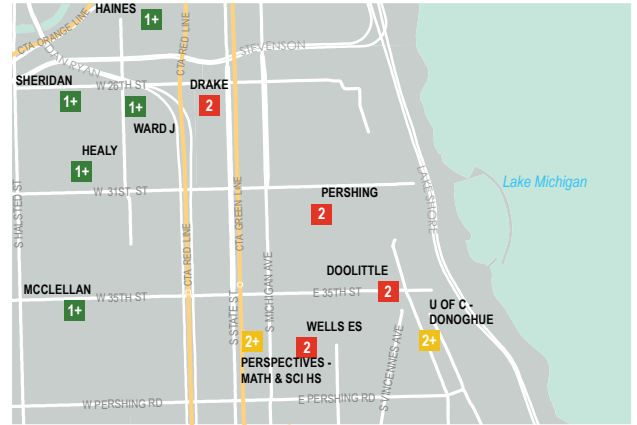 HAINES
1+
CTA ORANGE LINE
DAN RYAN
CTA RED LINE
STEVENSON
SHERIDAN
1+
W 26TH ST
1+
WARD J
DRAKE
2
HEALY
1+
S HALSTED ST
W 31ST. ST
CTA GREEN LINE
LAKE SHORE
Lake Michigan
PERSHING
2
CTA RED LINE
S MICHIGAN AVE
DOOLITTLE
2
MCCLELLAN
1+
W 35TH ST
E 35TH ST
S STATE ST
U OF C -
DONOGHUE
2+
WELLS ES
2
2+
PERSPECTIVES -
MATH & SCI HS
S VINCENNES AVE
W PERSHING RD
E PERSHING RD